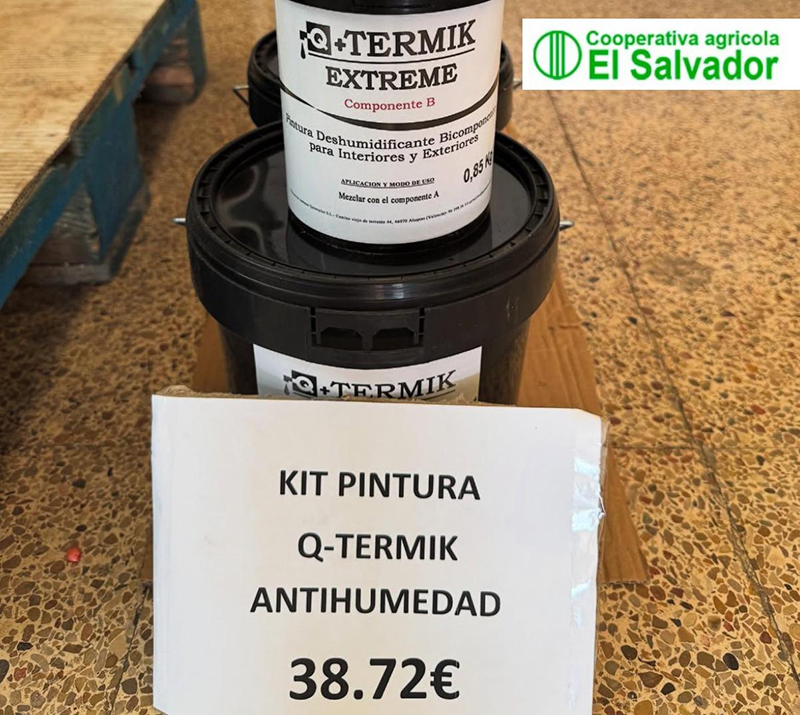 Cooperativa agricola
El Salvador
Q+TERMIK
EXTREME
Componente B
Pintura Deshumidificante Bicomponente
para Interiores y Exteriores
0,85 Kg
APLICACION Y MODO DE USO
Mezclar con el componente A
Q+TERMIK
KIT PINTURA
Q-TERMIK
ANTIHUMEDAD
38.72€